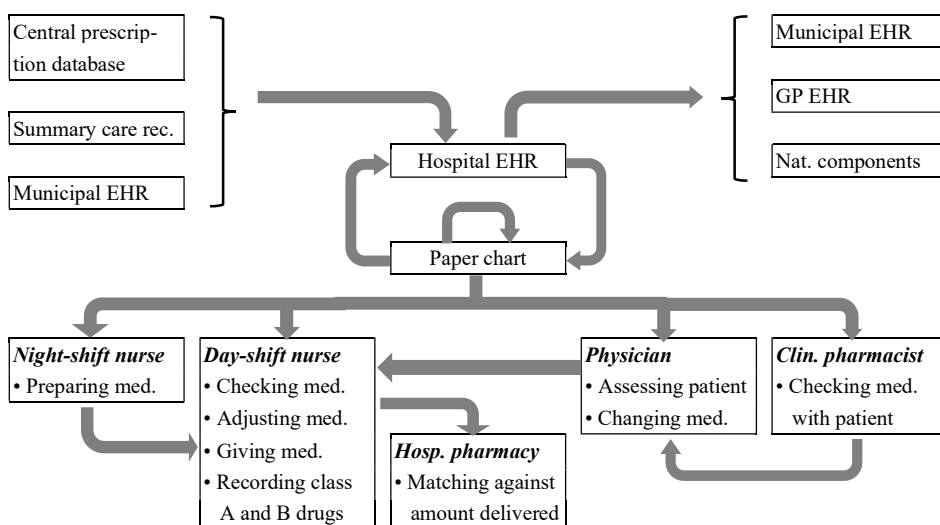 Central prescrip-
tion database
Summary care rec.
Municipal EHR
Hospital EHR
Paper chart
Municipal EHR
GP EHR
Nat. components
Night-shift nurse
• Preparing med.
Day-shift nurse
• Checking med.
• Adjusting med.
• Giving med.
• Recording class
A and B drugs
Hosp. pharmacy
• Matching against
amount delivered
Physician
• Assessing patient
• Changing med.
Clin. pharmacist
• Checking med.
with patient